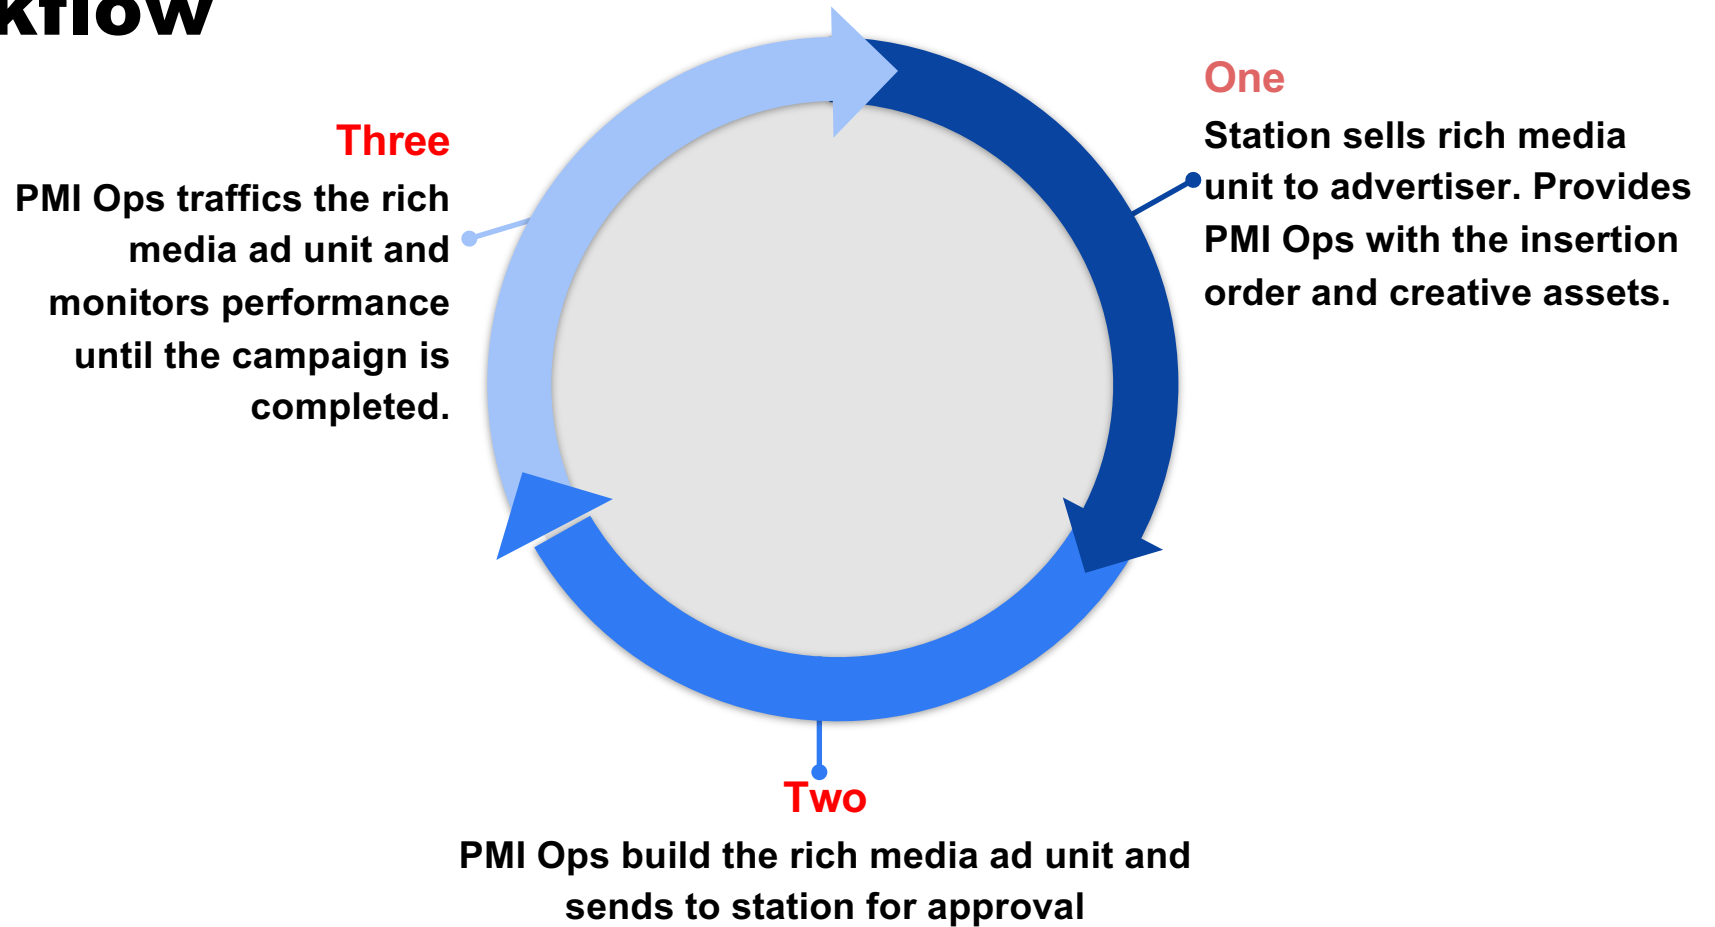 kflow
One
Station sells rich media
unit to advertiser. Provides
PMI Ops with the insertion
order and creative assets.
Two
PMI Ops build the rich media ad unit and
sends to station for approval
Three
PMI Ops traffics the rich
media ad unit and
monitors performance
until the campaign is
completed.